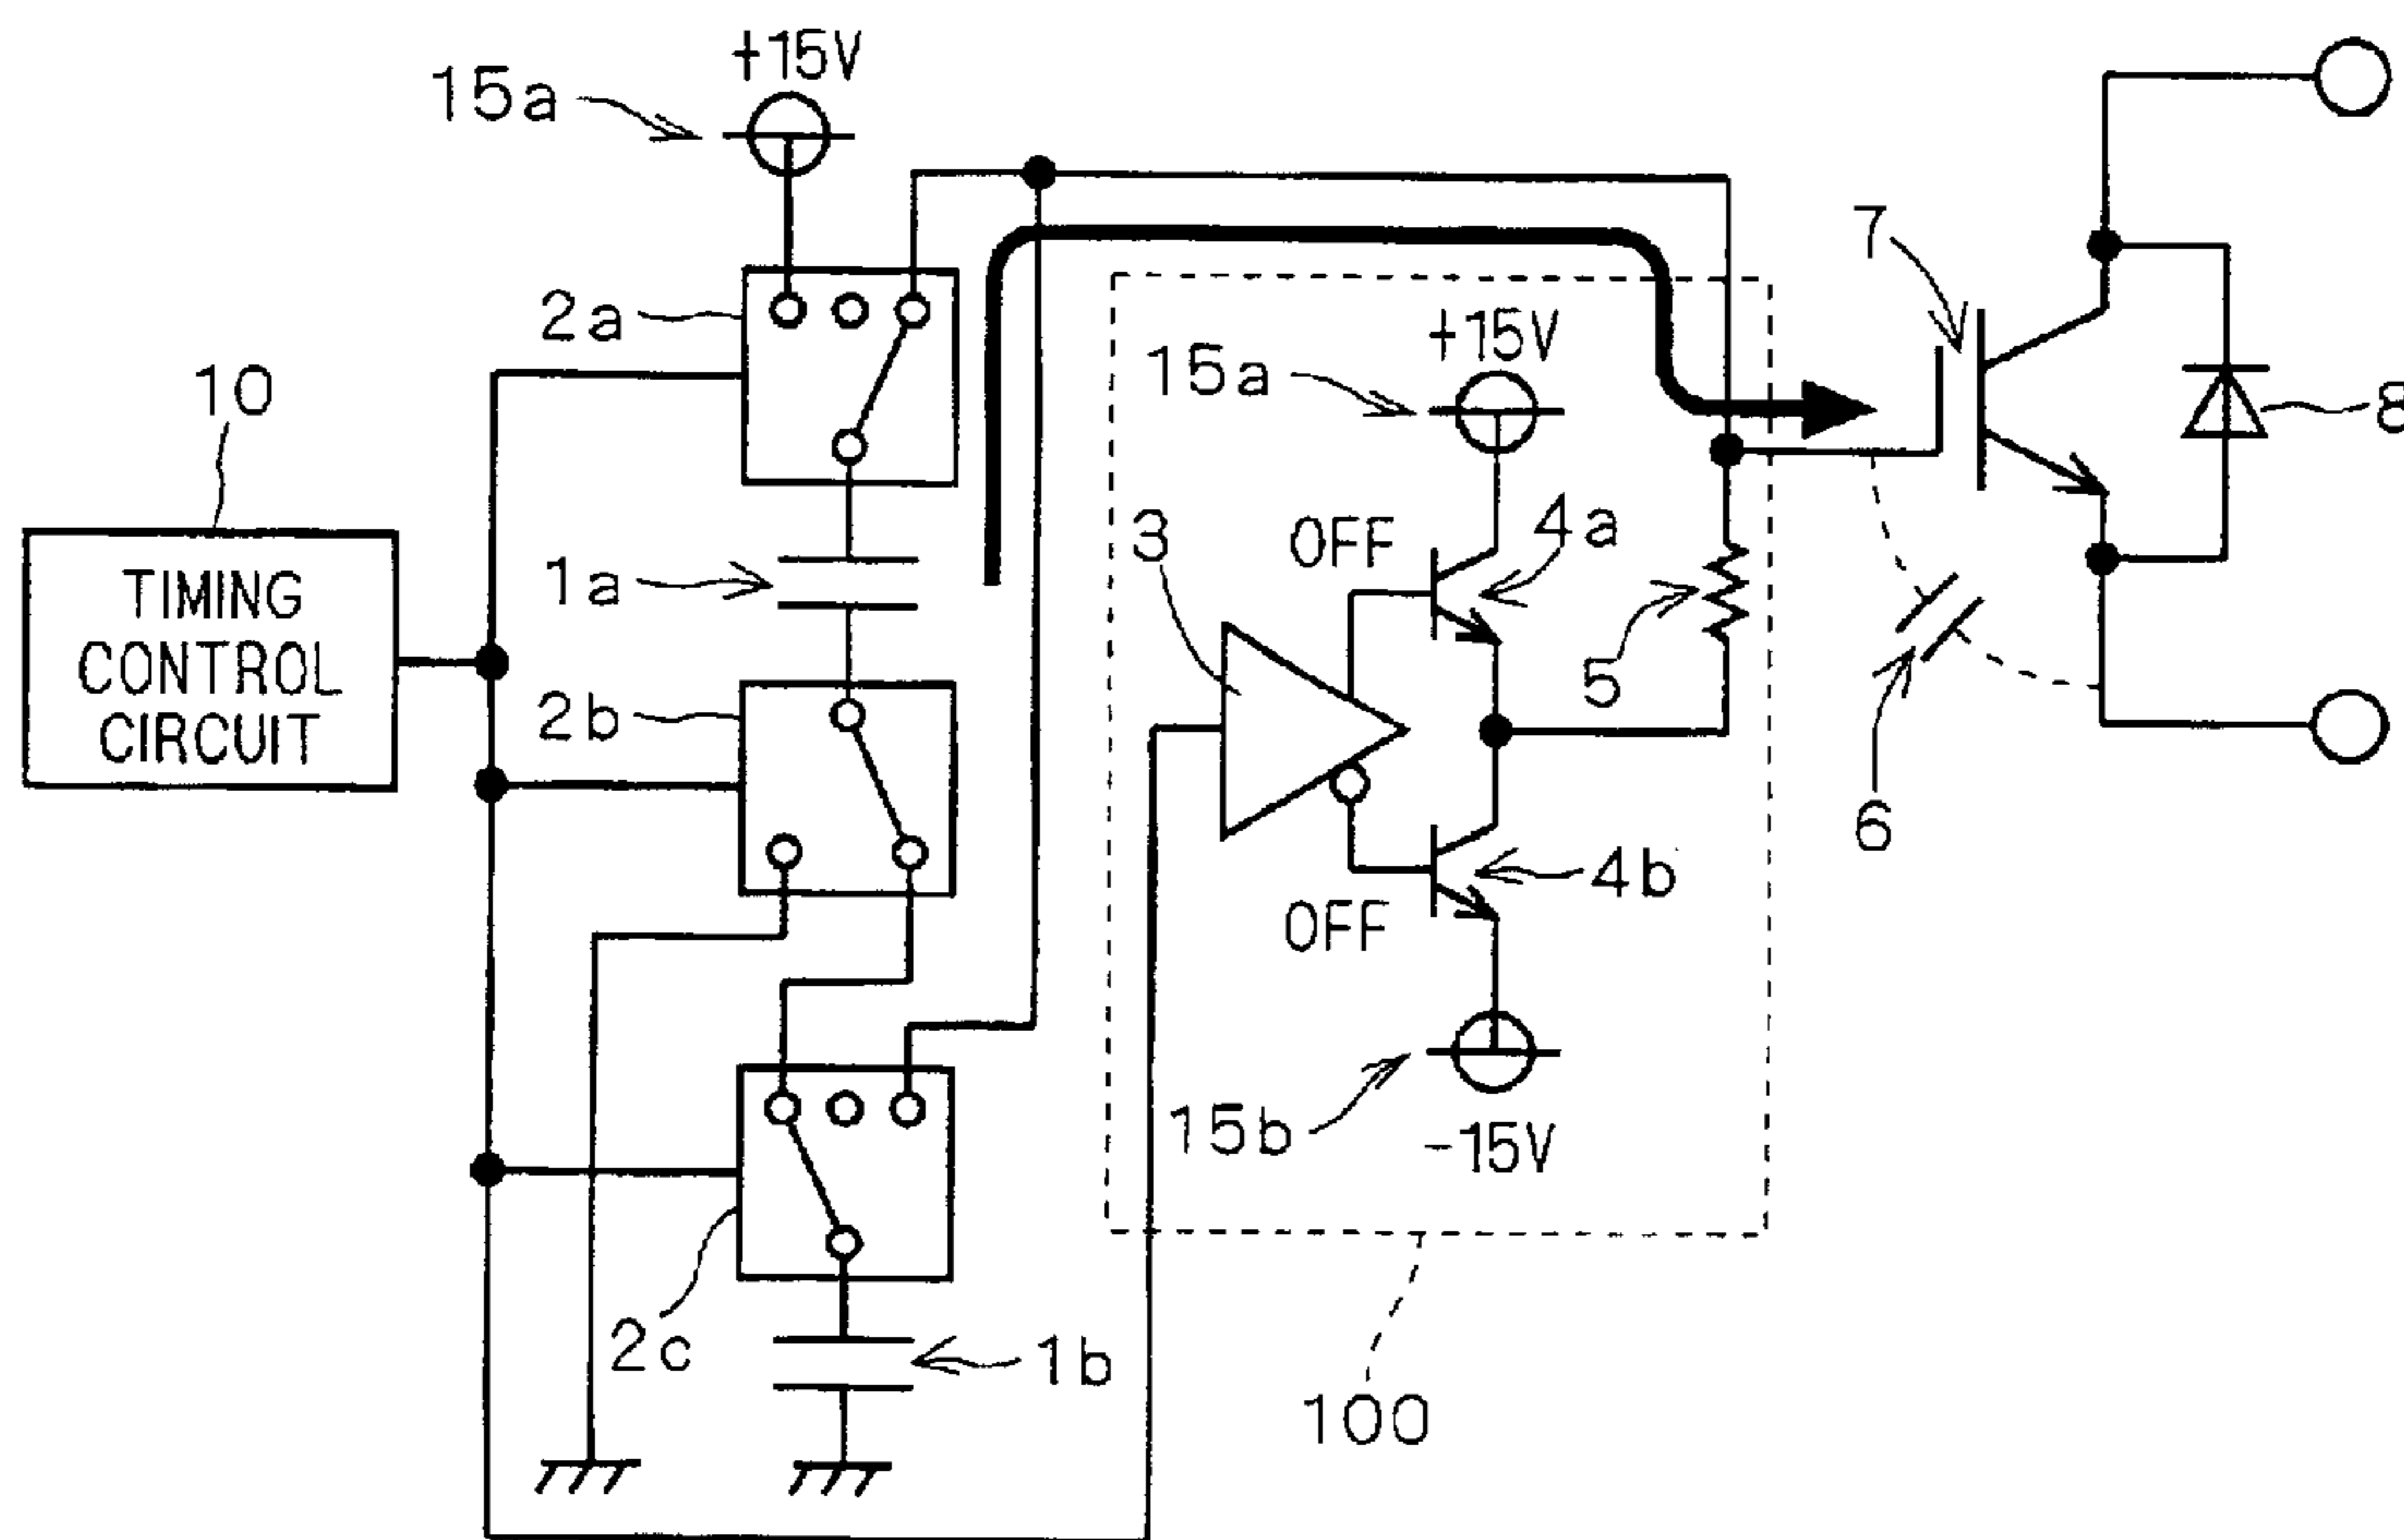 +15V
15a
2a
7
+15V
15a
10
8
4a
OFF
3
1a
TIMING
CONTROL
CIRCUIT
5
2b
6
4b
OFF
15b
-15V
2c
1b
100